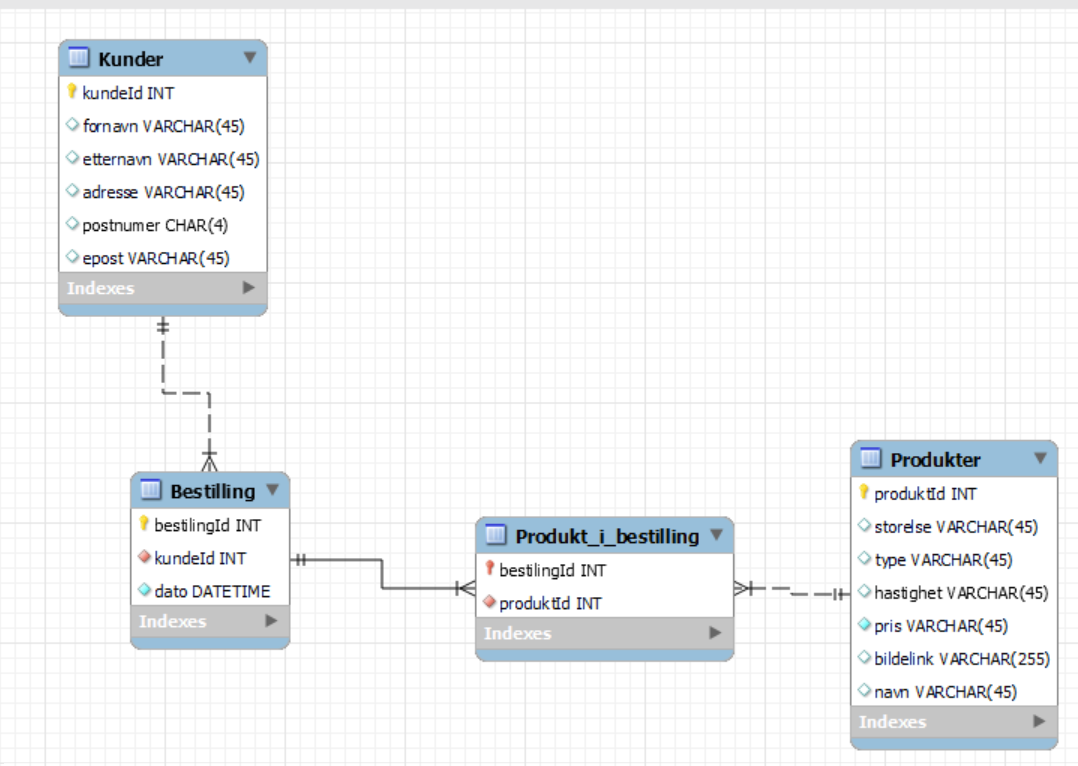 Kunder
kundeId INT
fornavn VARCHAR(45)
etternavn VARCHAR(45)
adresse VARCHAR(45)
postnumer CHAR(4)
epost VARCHAR(45)
Indexes
Bestilling
bestilingId INT
kundeId INT
dato DATETIME
Indexes
Produkt_i_bestilling
bestilingId INT
produktId INT
Indexes
Produkter
produktId INT
storelse VARCHAR(45)
type VARCHAR(45)
hastighet VARCHAR(45)
pris VARCHAR(45)
bildelink VARCHAR(255)
navn VARCHAR(45)
Indexes